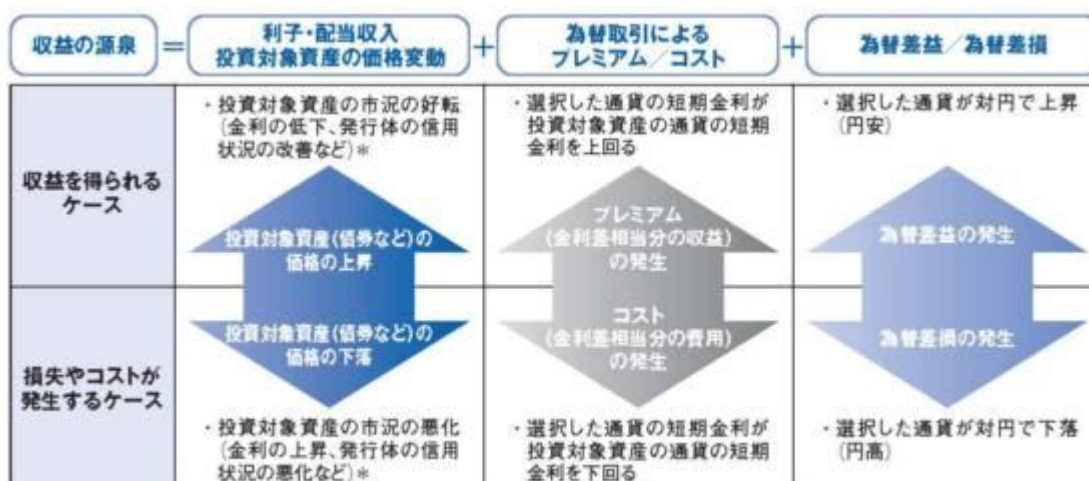 収益の源泉
=
利子・配当収入
投資対象資産の価格変動
+
為替取引による
プレミアム/コスト
+
為替差益/為替差損
収益を得られる
ケース
・投資対象資産の市況の好転
(金利の低下、発行体の信用
状況の改善など)*
投資対象資産(債券など)の
価格の上昇
・選択した通貨の短期金利が
投資対象資産の通貨の短期
金利を上回る
プレミアム
(金利差相当分の収益)
の発生
・選択した通貨が対円で上昇
(円安)
為替差益の発生
損失やコストが
発生するケース
投資対象資産(債券など)の
価格の下落
・投資対象資産の市況の悪化
(金利の上昇、発行体の信用
状況の悪化など)*
コスト
(金利差相当分の費用)
の発生
・選択した通貨の短期金利が
投資対象資産の通貨の短期
金利を下回る
為替差損の発生
・選択した通貨が対円で下落
(円高)